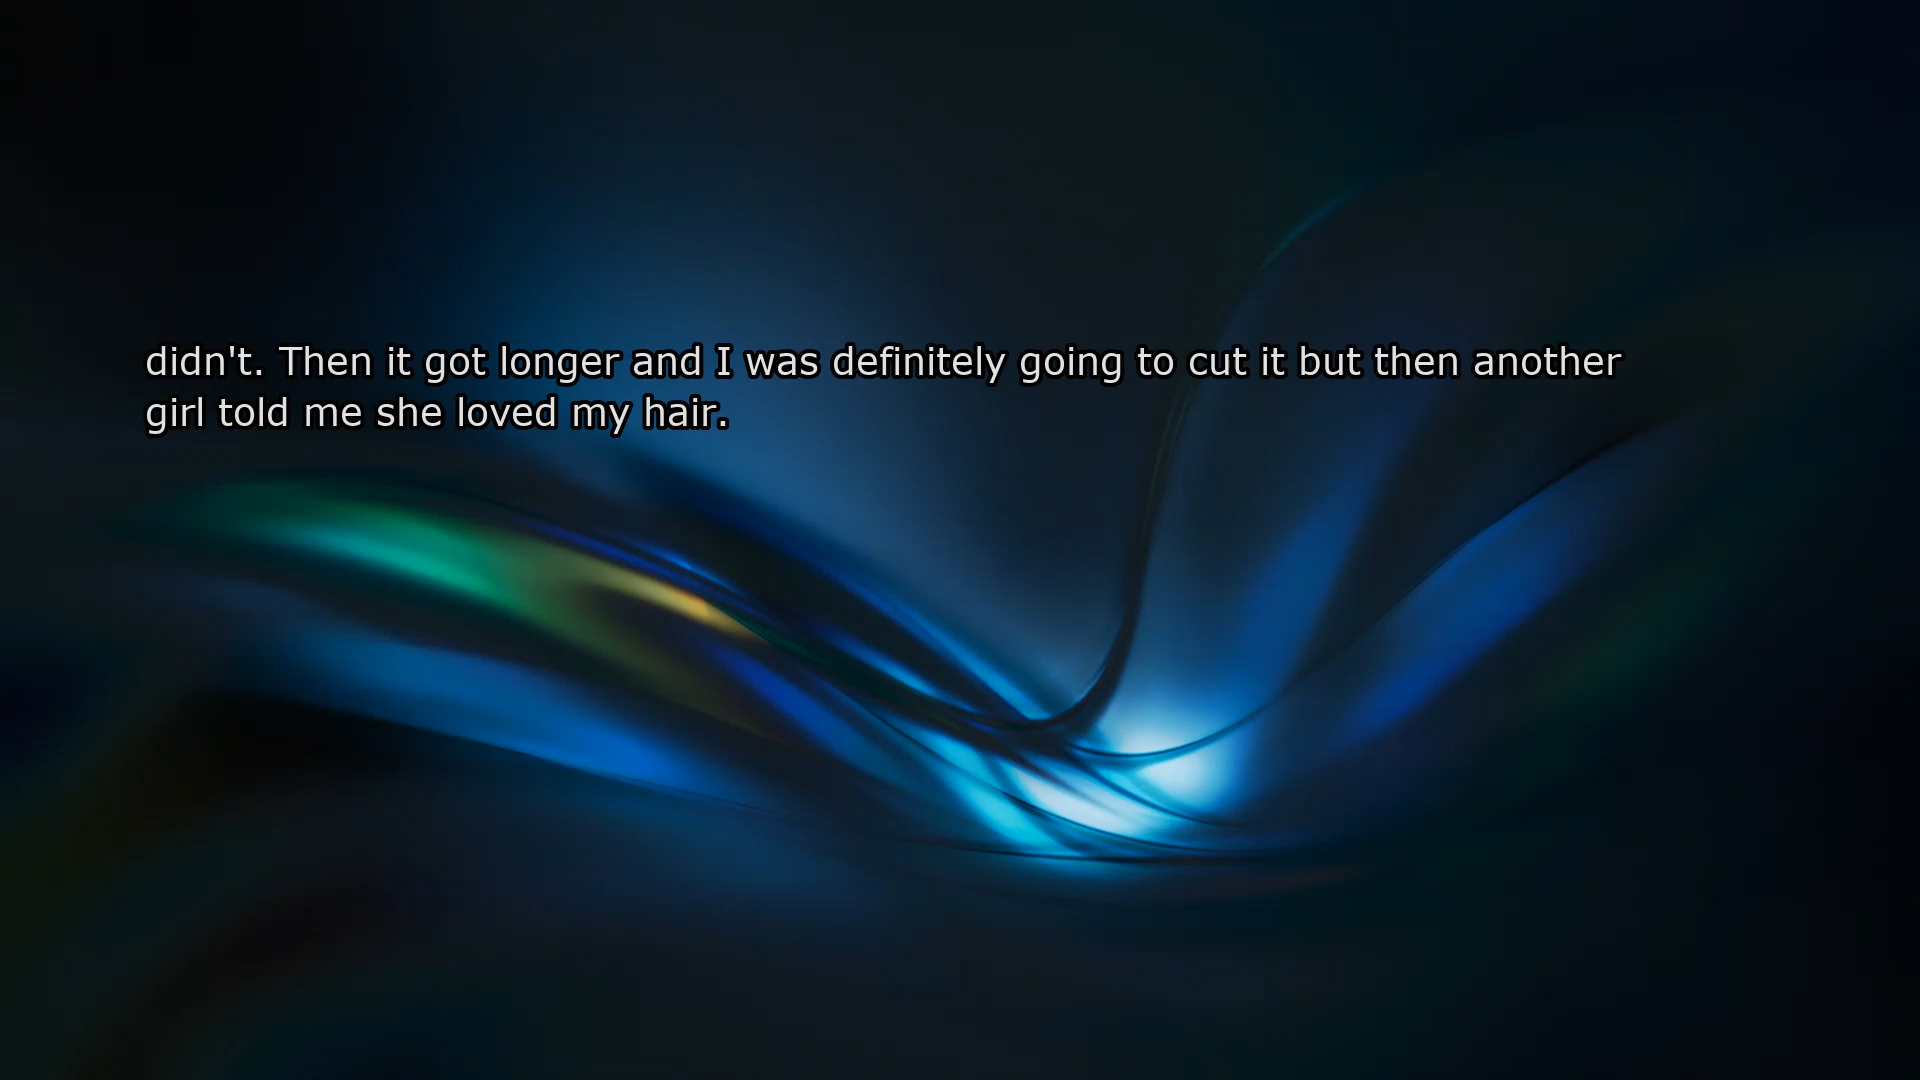 didn't. Then it got longer and I was definitely going to cut it but then another
girl told me she loved my hair.